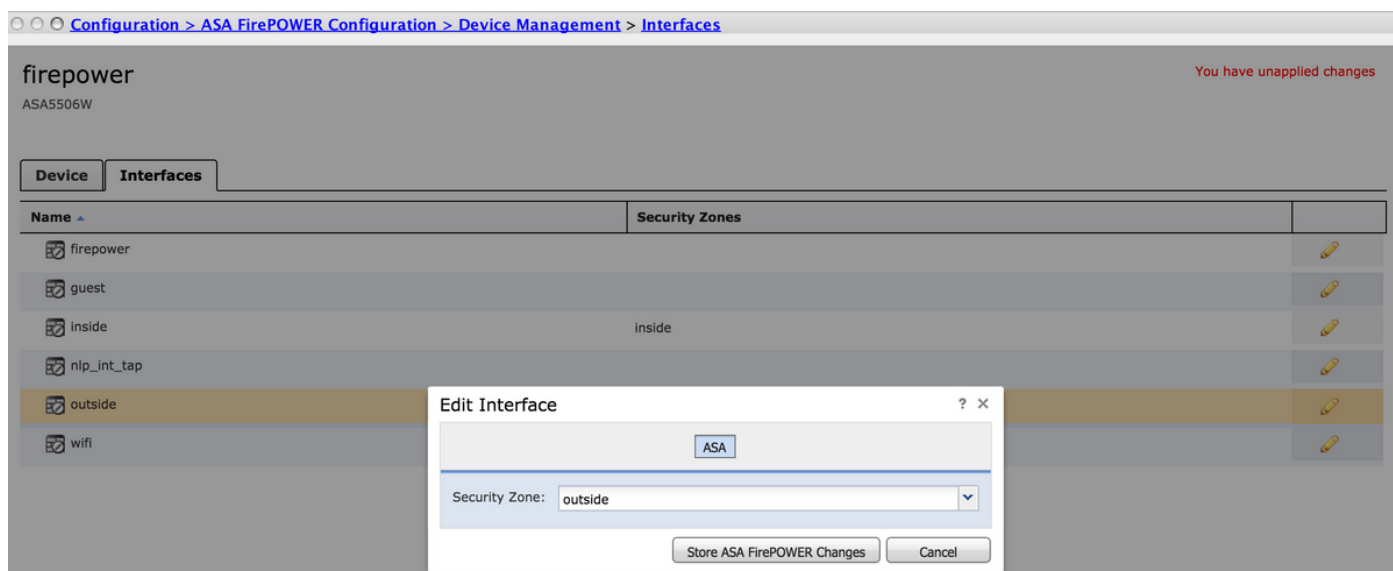 Configuration > ASA FirePOWER Configuration > Device Management > Interfaces
firepower
You have unapplied changes
ASA5506W
Device Interfaces
Name Security Zones
firepower
guest
inside inside
nlp_int_tap
outside
wifi
Edit Interface ? ×
ASA
Security Zone: outside
Store ASA FirePOWER Changes Cancel